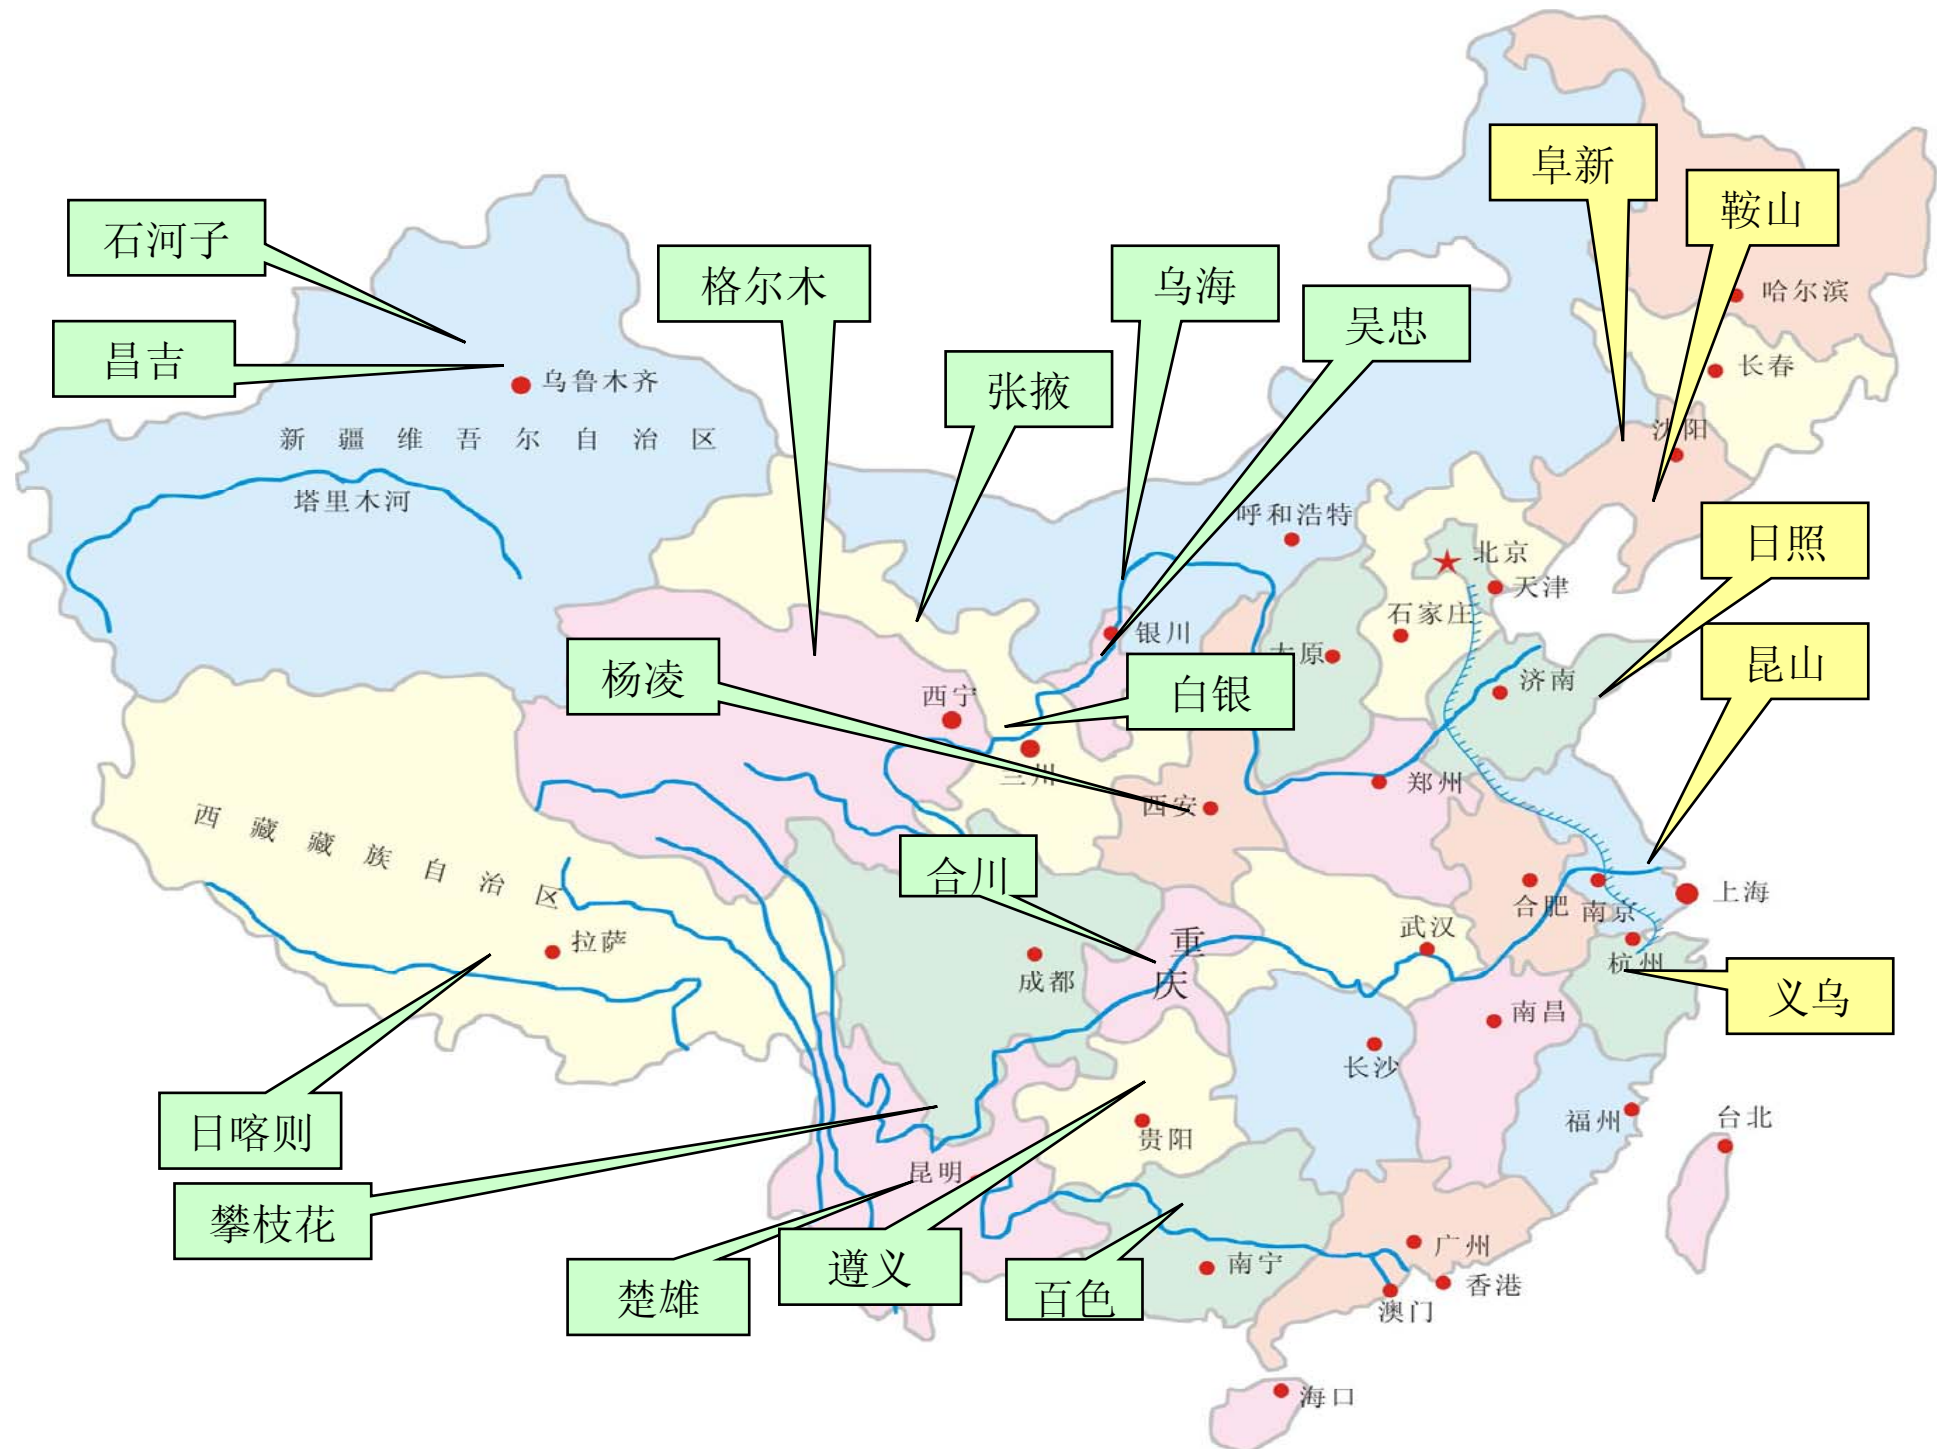 阜新
鞍山
石河子
格尔木
乌海
吴忠
哈尔滨
昌吉
乌鲁木齐
张掖
长春
新疆维吾尔自治区
沈阳
塔里木河
呼和浩特
北京
日照
天津
石家庄
银川
太原
杨凌
西宁
白银
济南
昆山
兰州
西安
郑州
西藏藏族自治区
合川
合肥
南京
上海
拉萨
成都
重庆
武汉
杭州
义乌
南昌
长沙
日喀则
贵阳
福州
台北
昆明
攀枝花
楚雄
遵义
百色
南宁
广州
香港
澳门
海口